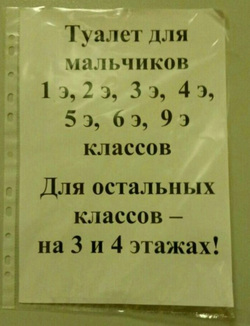 Туалет для
мальчиков
1 э, 2 э, 3 э, 4 э,
5 э, 6 э, 9 э
классов
Для остальных
классов –
на 3 и 4 этажах!